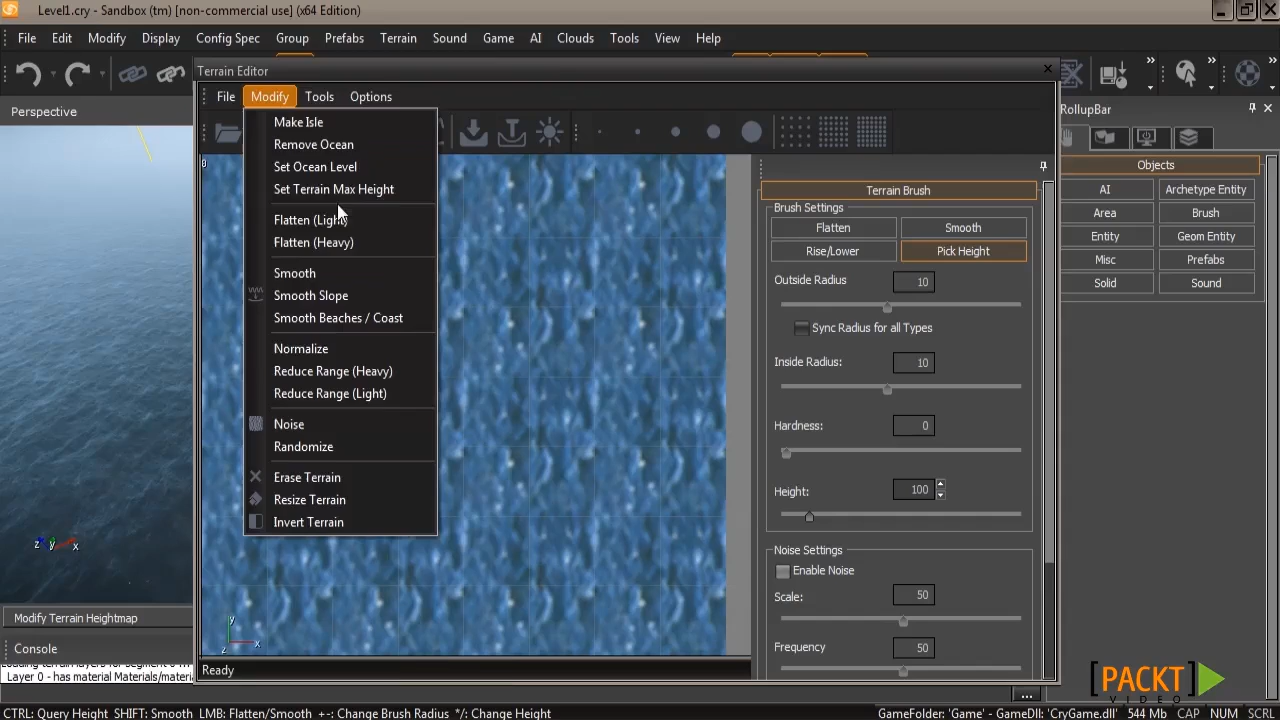 Level1.cry - Sandbox (tm) [non-commercial use] (x64 Edition)
File Edit Modify Display Config Spec Group Prefabs Terrain Sound Game AI Clouds Tools View Help
Terrain Editor
Perspective
File Modify Tools Options
RollupBar
Make Isle
Remove Ocean
Set Ocean Level
Set Terrain Max Height
Flatten (Light)
Flatten (Heavy)
Smooth
Smooth Slope
Smooth Beaches / Coast
Normalize
Reduce Range (Heavy)
Reduce Range (Light)
Noise
Randomize
Erase Terrain
Resize Terrain
Invert Terrain
0
Terrain Brush
Brush Settings
Flatten Smooth
Rise/Lower Pick Height
Outside Radius 10
Sync Radius for all Types
Inside Radius: 10
Hardness: 0
Height: 100
Noise Settings
Enable Noise
Scale: 50
Frequency 50
Objects
AI Archetype Entity
Area Brush
Entity Geom Entity
Misc Prefabs
Solid Sound
z y x
y
z x
Modify Terrain Heightmap
Console
Layer 0 - has material Materials/materi
Ready
...
PACKT
VIDEO
CTRL: Query Height SHIFT: Smooth LMB: Flatten/Smooth +-: Change Brush Radius */: Change Height
GameFolder: 'Game' - GameDll: 'CryGame.dll' 544 Mb CAP NUM SCRL